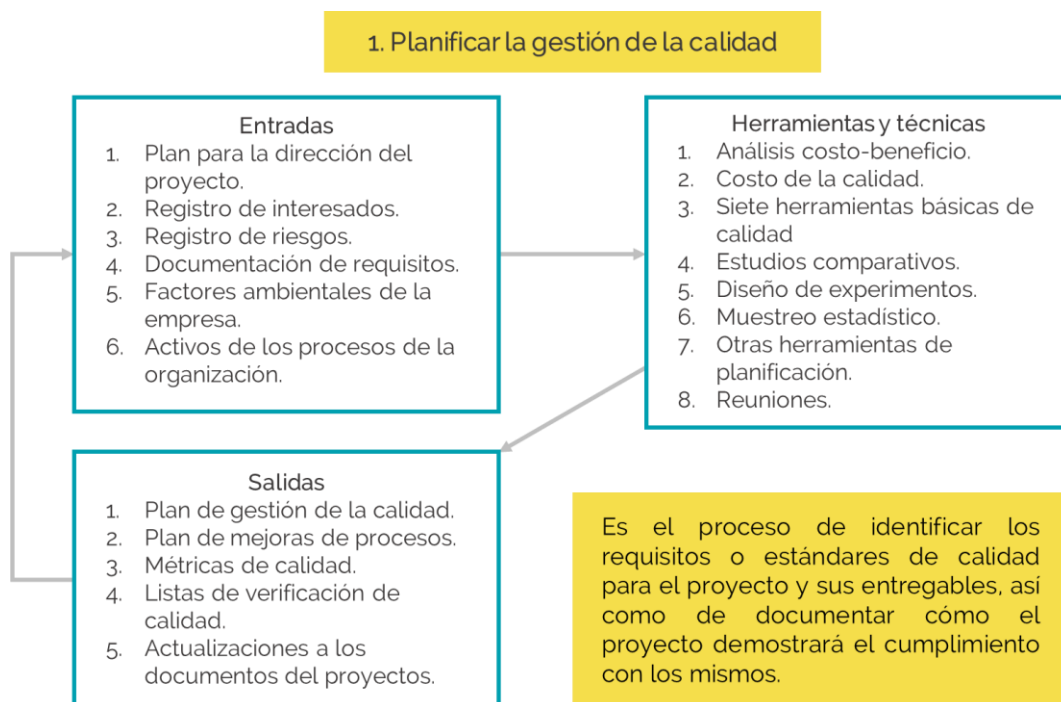 1. Planificar la gestión de la calidad
Entradas
1. Plan para la dirección del
proyecto.
2. Registro de interesados.
3. Registro de riesgos.
4. Documentación de requisitos.
5. Factores ambientales de la
empresa.
6. Activos de los procesos de la
organización.
Herramientas y técnicas
1. Análisis costo-beneficio.
2. Costo de la calidad.
3. Siete herramientas básicas de
calidad
4. Estudios comparativos.
5. Diseño de experimentos.
6. Muestreo estadístico.
7. Otras herramientas de
planificación.
8. Reuniones.
Salidas
1. Plan de gestión de la calidad.
2. Plan de mejoras de procesos.
3. Métricas de calidad.
4. Listas de verificación de
calidad.
5. Actualizaciones a los
documentos del proyectos.
Es el proceso de identificar los
requisitos o estándares de calidad
para el proyecto y sus entregables, así
como de documentar cómo el
proyecto demostrará el cumplimiento
con los mismos.